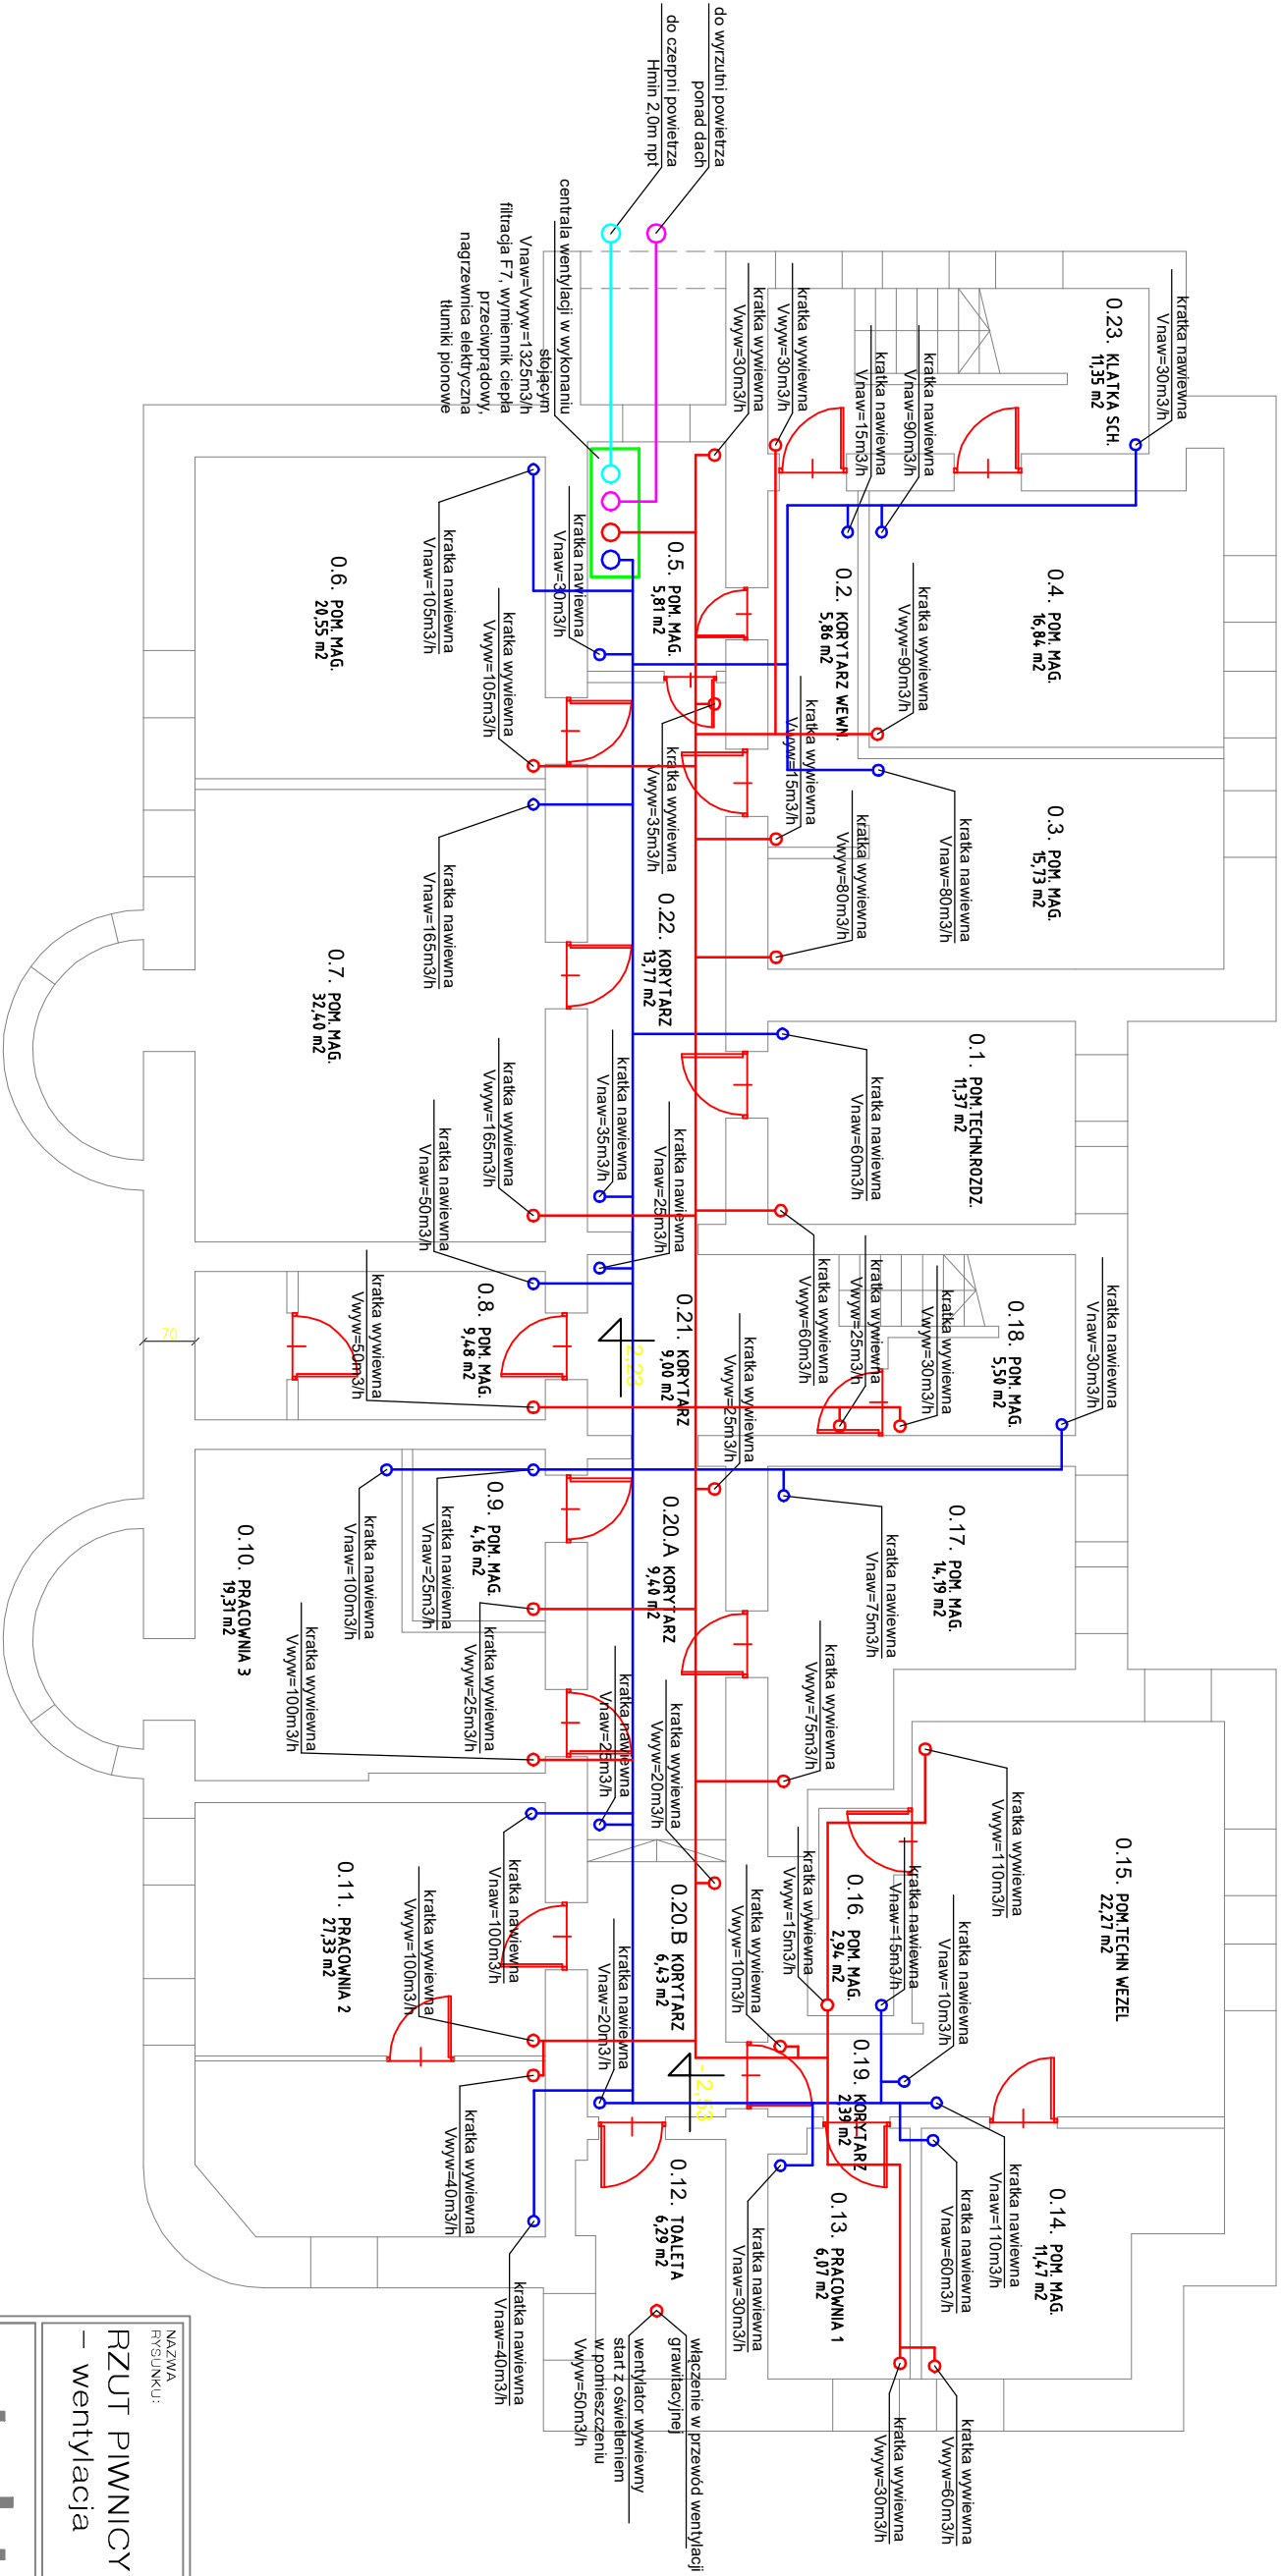 do wyrzutni powietrza
ponad dach
do czerpni powietrza
Hmin 2,0m npt
centrala wentylacji w wykonaniu
stojącym
Vnaw=Vwyw=1325m3/h
filtracja F7, wymiennik ciepła
przeciwprądowy,
nagrzewnica elektryczna
tłumiki pionowe
kratka nawiewna
Vnaw=30m3/h
0.23. KLATKA SCH.
11,35 m2
kratka nawiewna
Vnaw=90m3/h
kratka nawiewna
Vnaw=15m3/h
kratka wywiewna
Vwyw=30m3/h
kratka wywiewna
Vwyw=30m3/h
0.4. POM. MAG.
16,84 m2
kratka wywiewna
Vwyw=90m3/h
0.2. KORYTARZ WEWN.
5,86 m2
kratka wywiewna
Vwyw=15m3/h
0.5. POM. MAG.
5,81 m2
kratka nawiewna
Vnaw=30m3/h
kratka wywiewna
Vwyw=35m3/h
kratka nawiewna
Vnaw=105m3/h
kratka wywiewna
Vwyw=105m3/h
0.6. POM. MAG.
20,55 m2
0.3. POM. MAG.
15,73 m2
kratka nawiewna
Vnaw=80m3/h
kratka wywiewna
Vwyw=80m3/h
0.22. KORYTARZ
13,77 m2
kratka nawiewna
Vnaw=165m3/h
0.7. POM. MAG.
32,40 m2
kratka wywiewna
Vwyw=165m3/h
0.1. POM.TECHN.ROZDZ.
11,37 m2
kratka nawiewna
Vnaw=60m3/h
kratka wywiewna
Vwyw=60m3/h
kratka nawiewna
Vnaw=35m3/h
kratka nawiewna
Vnaw=25m3/h
kratka nawiewna
Vnaw=50m3/h
kratka nawiewna
Vnaw=30m3/h
0.18. POM. MAG.
5,50 m2
kratka wywiewna
Vwyw=30m3/h
kratka wywiewna
Vwyw=25m3/h
0.21. KORYTARZ
9,00 m2
-2,23
kratka wywiewna
Vwyw=25m3/h
0.8. POM. MAG.
9,48 m2
kratka wywiewna
Vwyw=50m3/h
70
0.17. POM. MAG.
14,19 m2
kratka nawiewna
Vnaw=75m3/h
kratka wywiewna
Vwyw=75m3/h
0.20.A KORYTARZ
9,40 m2
0.9. POM. MAG.
4,16 m2
kratka nawiewna
Vnaw=25m3/h
kratka nawiewna
Vnaw=100m3/h
0.10. PRACOWNIA 3
19,31 m2
kratka wywiewna
Vwyw=25m3/h
kratka wywiewna
Vwyw=100m3/h
kratka nawiewna
Vnaw=25m3/h
kratka wywiewna
Vwyw=20m3/h
0.15. POM.TECHN WĘZEL
22,27 m2
kratka wywiewna
Vwyw=110m3/h
kratka nawiewna
Vnaw=10m3/h
kratka nawiewna
Vnaw=15m3/h
0.16. POM. MAG.
2,94 m2
kratka wywiewna
Vwyw=15m3/h
kratka wywiewna
Vwyw=10m3/h
0.20.B KORYTARZ
6,43 m2
kratka nawiewna
Vnaw=20m3/h
kratka nawiewna
Vnaw=100m3/h
kratka wywiewna
Vwyw=100m3/h
0.11. PRACOWNIA 2
27,33 m2
-2,53
0.19. KORYTARZ
2,39 m2
0.14. POM. MAG.
11,47 m2
kratka nawiewna
Vnaw=110m3/h
kratka nawiewna
Vnaw=60m3/h
0.13. PRACOWNIA 1
6,07 m2
kratka nawiewna
Vnaw=30m3/h
0.12. TOALETA
6,29 m2
kratka wywiewna
Vwyw=40m3/h
kratka nawiewna
Vnaw=40m3/h
kratka wywiewna
Vwyw=60m3/h
kratka wywiewna
Vwyw=30m3/h
włączenie w przewód wentylacji
grawitacyjnej
wentylator wywiewny
start z oświetleniem
w pomieszczeniu
Vwyw=50m3/h
NAZWA
RYSUNKU:
RZUT PIWNICY
– wentylacja